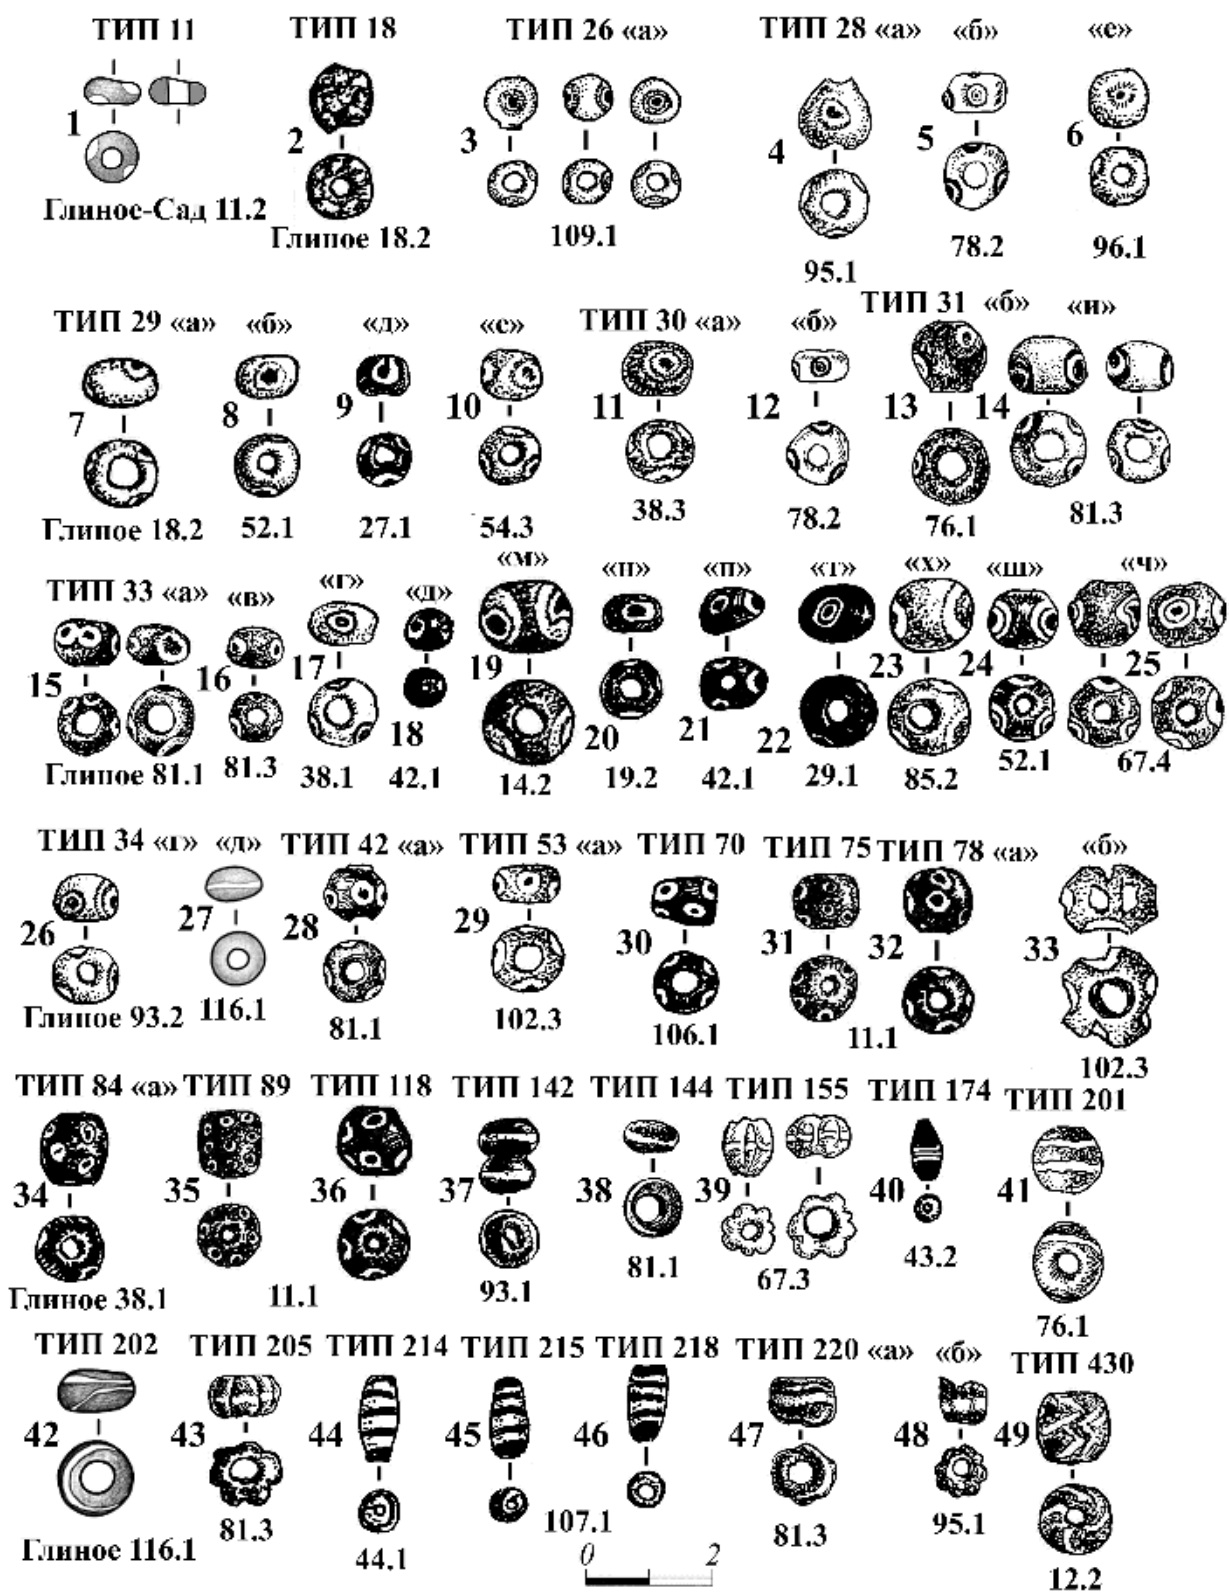 ТИП 11 ТИП 18 ТИП 26 «а» ТИП 28 «а» «б» «е»
1 2 3 4 5 6
Глиное-Сад 11.2 Глиное 18.2 109.1 95.1 78.2 96.1
ТИП 29 «а» «б» «д» «е» ТИП 30 «а» «б» ТИП 31 «б» «и»
7 8 9 10 11 12 13 14
Глиное 18.2 52.1 27.1 54.3 38.3 78.2 76.1 81.3
ТИП 33 «а» «в» «г» «д» «м» «н» «п» «т» «х» «ш» «ч»
15 16 17 18 19 20 21 22 23 24 25
Глиное 81.1 81.3 38.1 42.1 14.2 19.2 42.1 29.1 85.2 52.1 67.4
ТИП 34 «г» «д» ТИП 42 «а» ТИП 53 «а» ТИП 70 ТИП 75 ТИП 78 «а» «б»
26 27 28 29 30 31 32 33
Глиное 93.2 116.1 81.1 102.3 106.1 11.1 102.3
ТИП 84 «а» ТИП 89 ТИП 118 ТИП 142 ТИП 144 ТИП 155 ТИП 174 ТИП 201
34 35 36 37 38 39 40 41
Глиное 38.1 11.1 93.1 81.1 67.3 43.2 76.1
ТИП 202 ТИП 205 ТИП 214 ТИП 215 ТИП 218 ТИП 220 «а» «б» ТИП 430
42 43 44 45 46 47 48 49
Глиное 116.1 81.3 44.1 107.1 81.3 95.1 12.2
0 2